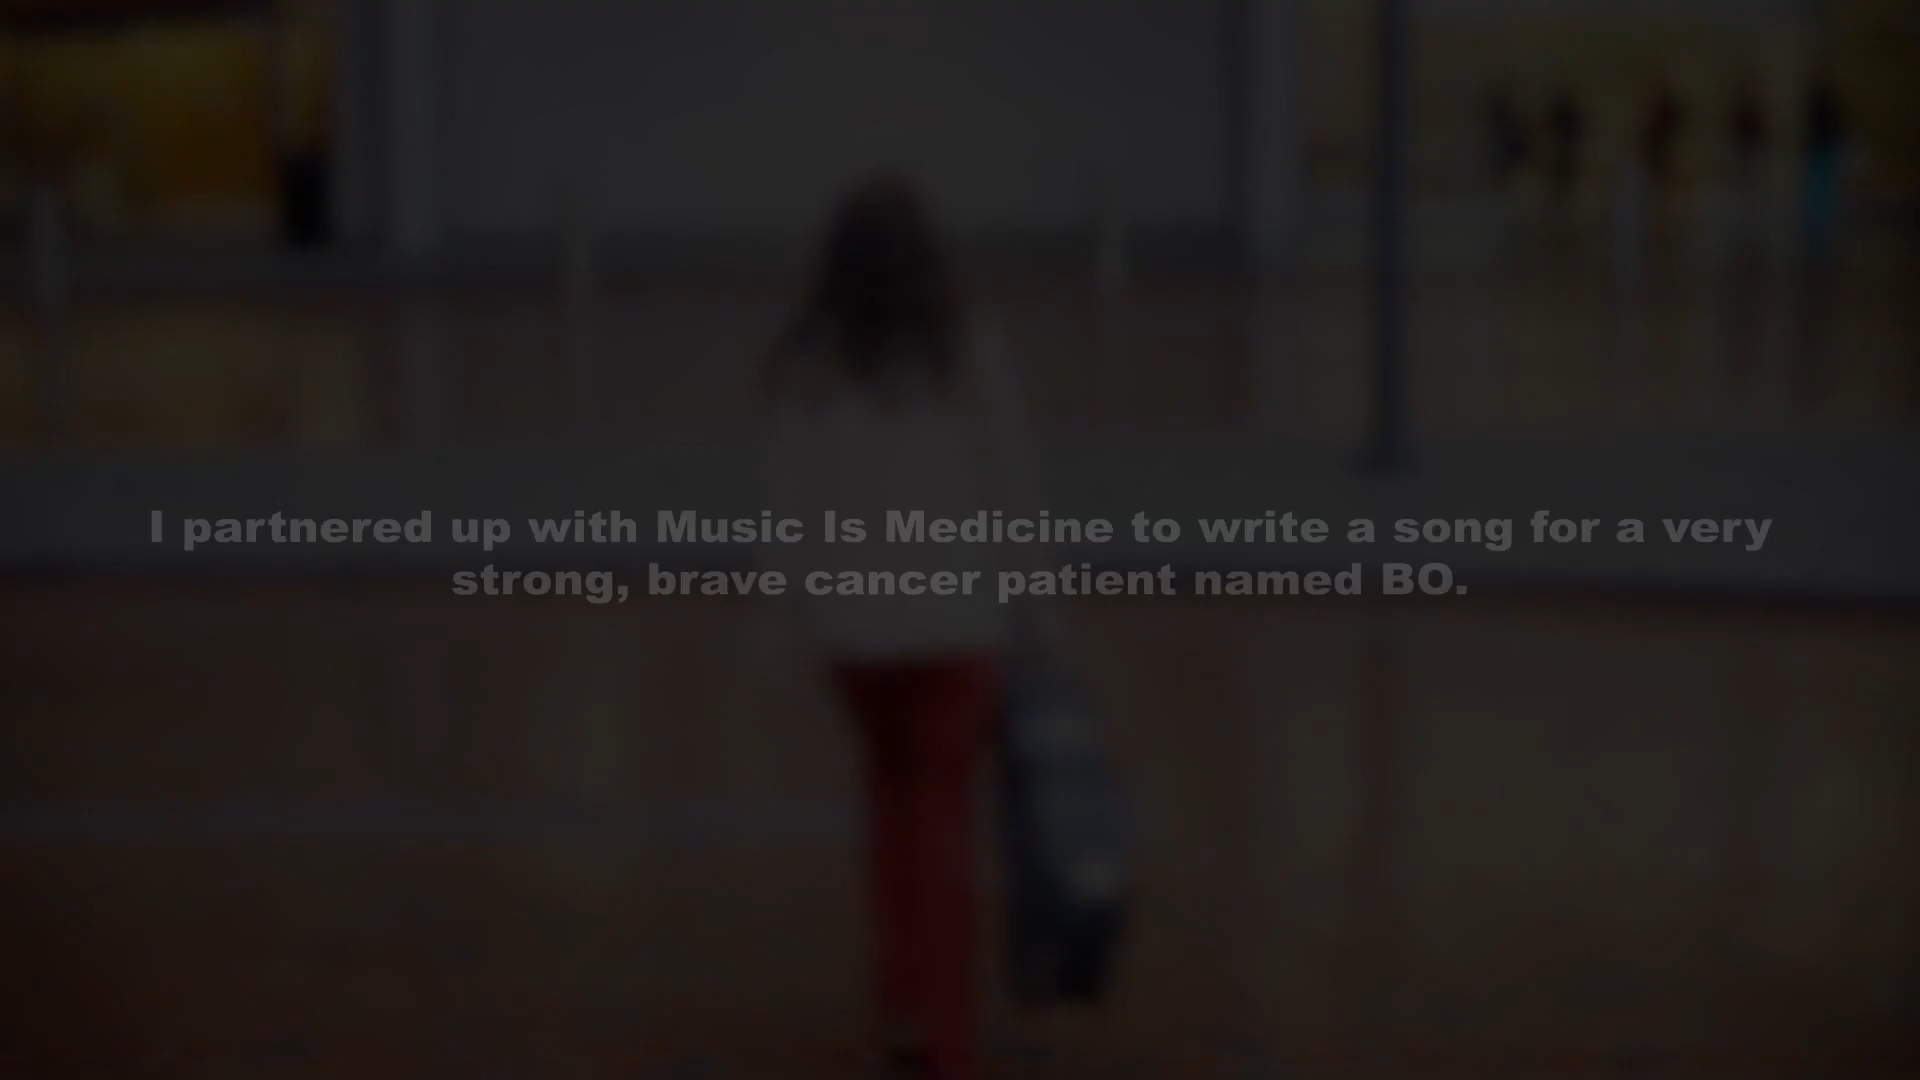 I partnered up with Music Is Medicine to write a song for a very
strong, brave cancer patient named BO.